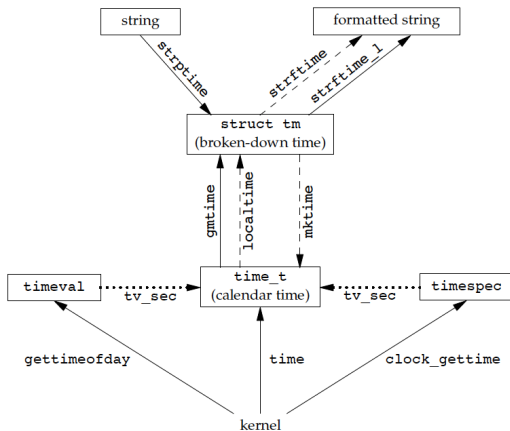 string
formatted string
strptime
strftime
strftime_l
struct tm
(broken-down time)
gmtime
localtime
mktime
timeval
tv_sec
time_t
(calendar time)
tv_sec
timespec
gettimeofday
time
clock_gettime
kernel